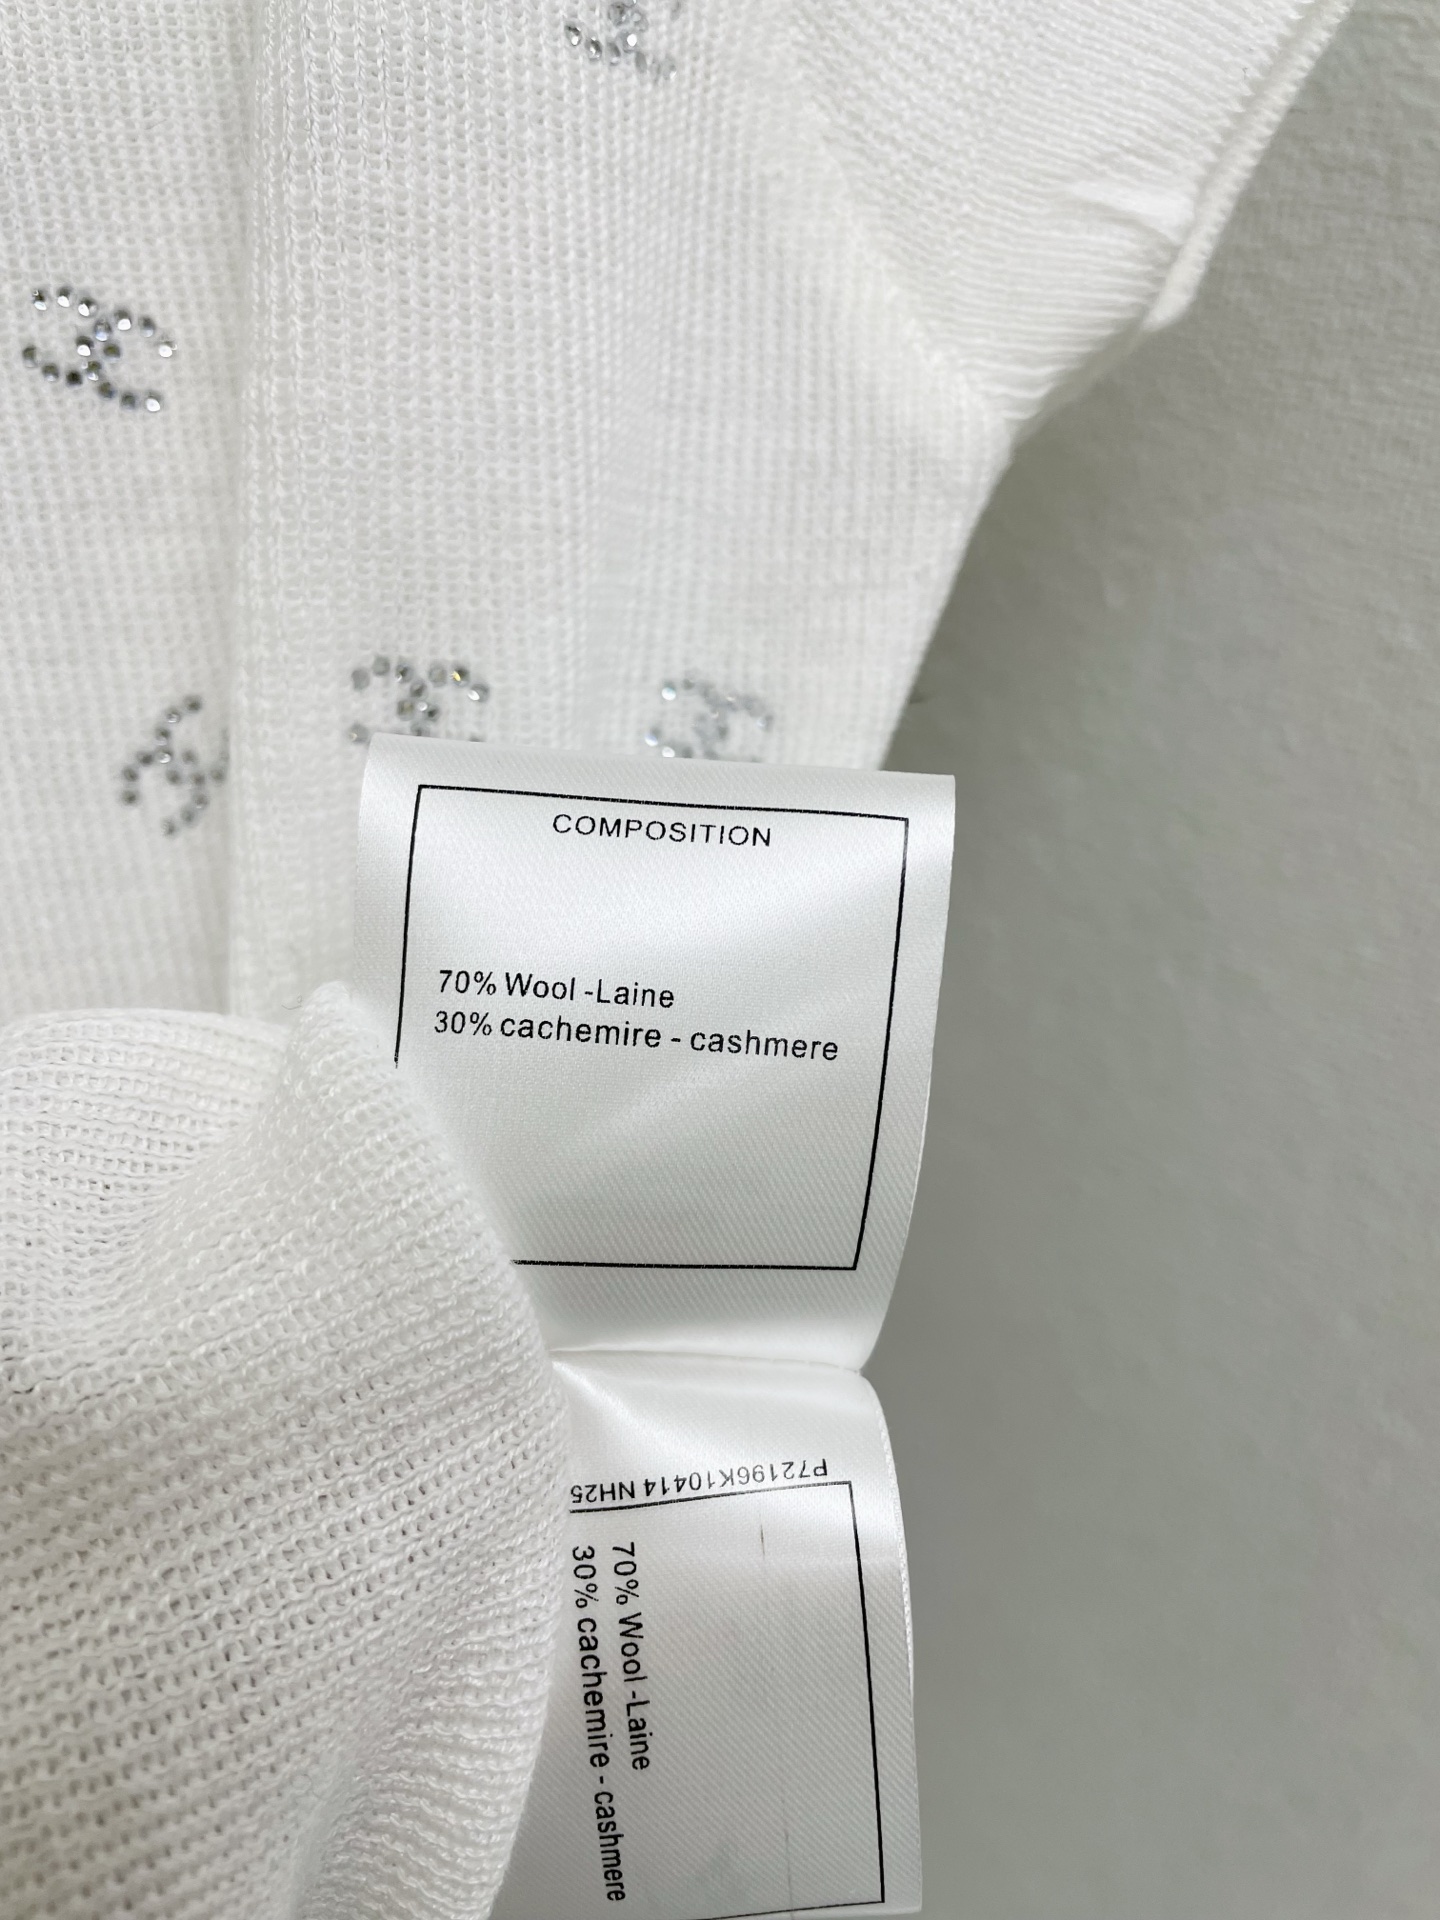 COMPOSITION
70% Wool -Laine
30% cachemire - cashmere
P72196K10414 NH25
70% Wool -Laine
30% cachemire - cashmere